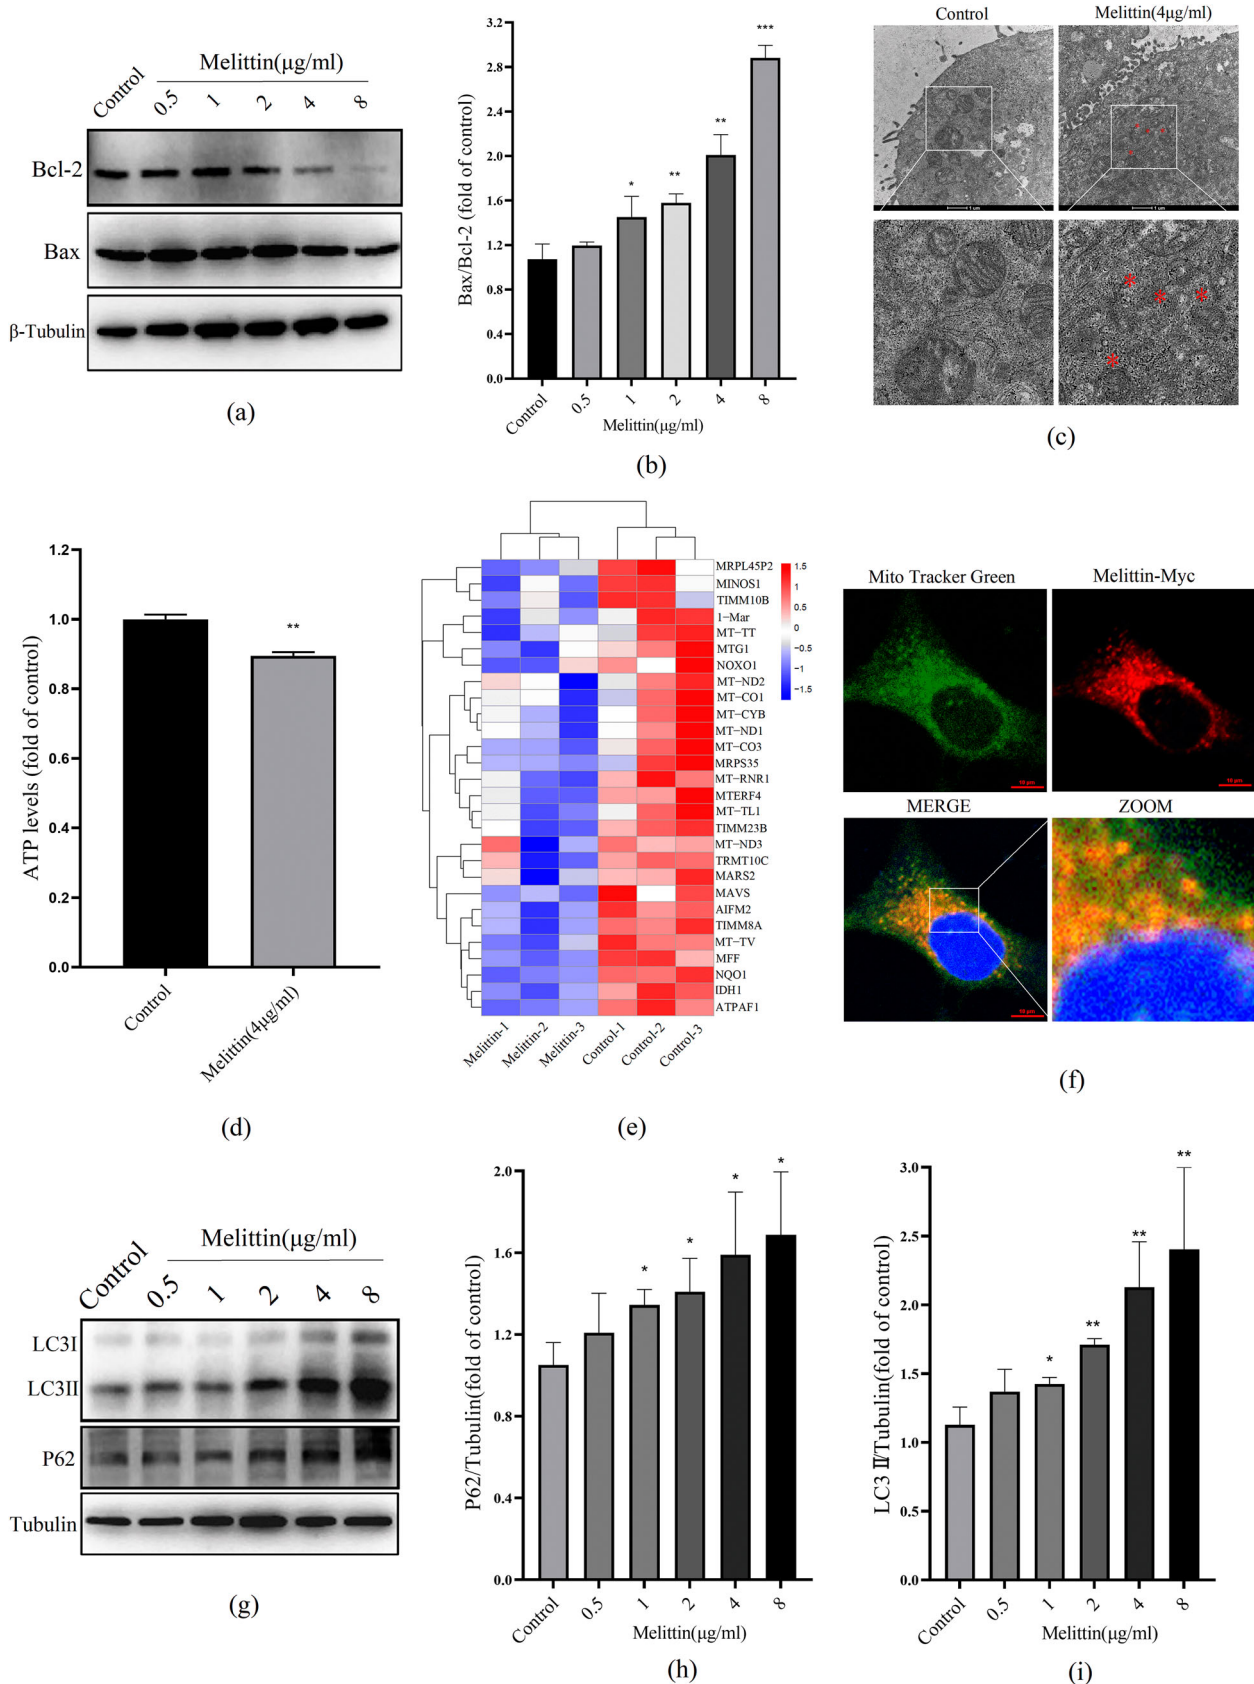 Melittin(μg/ml)
Control 0.5 1 2 4 8
Bcl-2
Bax
β-Tubulin
(a)
Bax/Bcl-2 (fold of control)
3.2
2.8
2.4
2.0
1.6
1.2
0.8
0.4
0.0
* ** ** ***
Control 0.5 1 2 4 8
Melittin(μg/ml)
(b)
Control Melittin(4μg/ml)
1 μm 1 μm
* * * *
(c)
ATP levels (fold of control)
1.2
1.0
0.8
0.6
0.4
0.2
0.0
**
Control Melittin(4μg/ml)
(d)
MRPL45P2
MINOS1
TIMM10B
1−Mar
MT−TT
MTG1
NOXO1
MT−ND2
MT−CO1
MT−CYB
MT−ND1
MT−CO3
MRPS35
MT−RNR1
MTERF4
MT−TL1
TIMM23B
MT−ND3
TRMT10C
MARS2
MAVS
AIFM2
TIMM8A
MT−TV
MFF
NQO1
IDH1
ATPAF1
1.5
1
0.5
0
−0.5
−1
−1.5
Melittin-1 Melittin-2 Melittin-3 Control-1 Control-2 Control-3
(e)
Mito Tracker Green Melittin-Myc
10 μm 10 μm
MERGE ZOOM
10 μm
(f)
Melittin(μg/ml)
Control 0.5 1 2 4 8
LC3I
LC3II
P62
Tubulin
(g)
P62/Tubulin(fold of control)
2.0
1.6
1.2
0.8
0.4
0.0
* * * *
Control 0.5 1 2 4 8
Melittin(μg/ml)
(h)
LC3 II/Tubulin(fold of control)
3.0
2.5
2.0
1.5
1.0
0.5
0.0
* ** ** **
Control 0.5 1 2 4 8
Melittin(μg/ml)
(i)